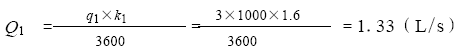 Q₁ = q₁×k₁ / 3600 = 3×1000×1.6 / 3600 = 1.33（L/s）